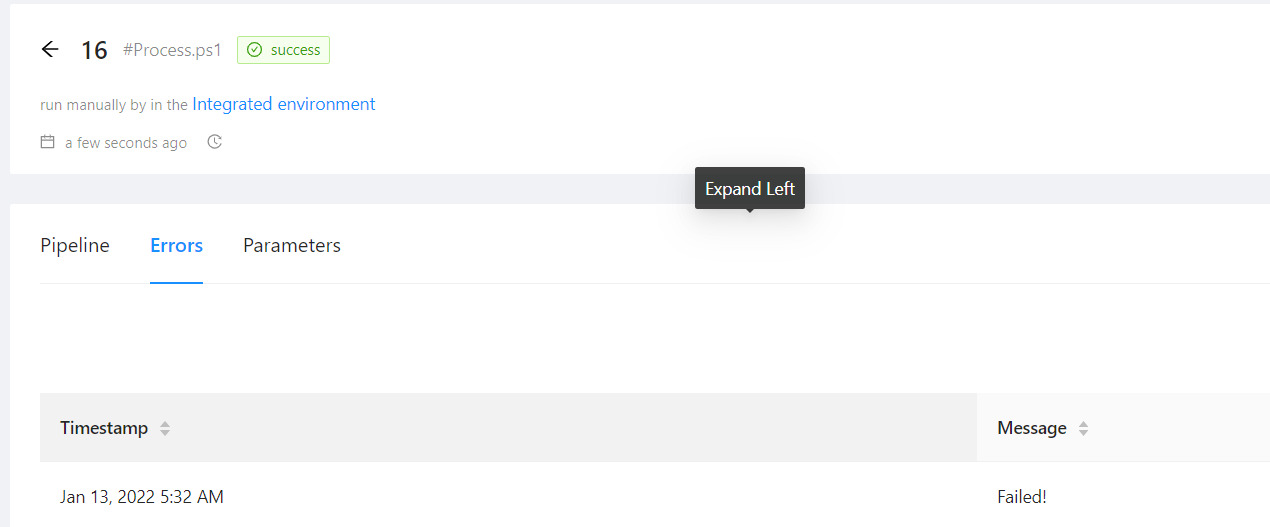 16 #Process.ps1 success
run manually by in the Integrated environment
a few seconds ago
Expand Left
Pipeline Errors Parameters
Timestamp Message
Jan 13, 2022 5:32 AM Failed!